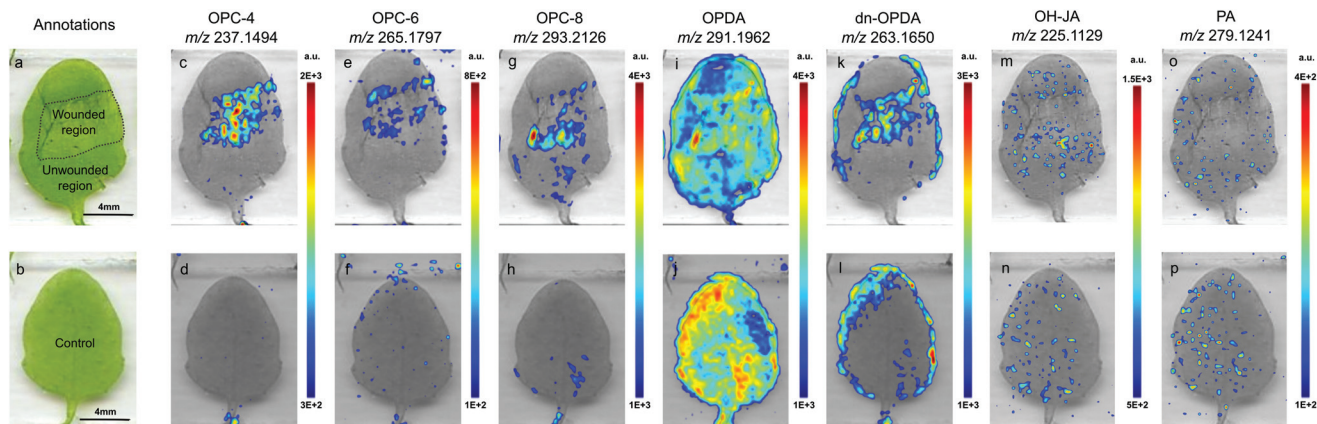 Annotations
OPC-4
m/z 237.1494
OPC-6
m/z 265.1797
OPC-8
m/z 293.2126
OPDA
m/z 291.1962
dn-OPDA
m/z 263.1650
OH-JA
m/z 225.1129
PA
m/z 279.1241
a
Wounded
region
Unwounded
region
4mm
c
a.u.
2E+3
e
a.u.
8E+2
g
a.u.
4E+3
i
a.u.
4E+3
k
a.u.
3E+3
m
a.u.
1.5E+3
o
a.u.
4E+2
b
Control
4mm
d
3E+2
f
1E+2
h
1E+2
j
1E+3
l
1E+3
n
5E+2
p
1E+2